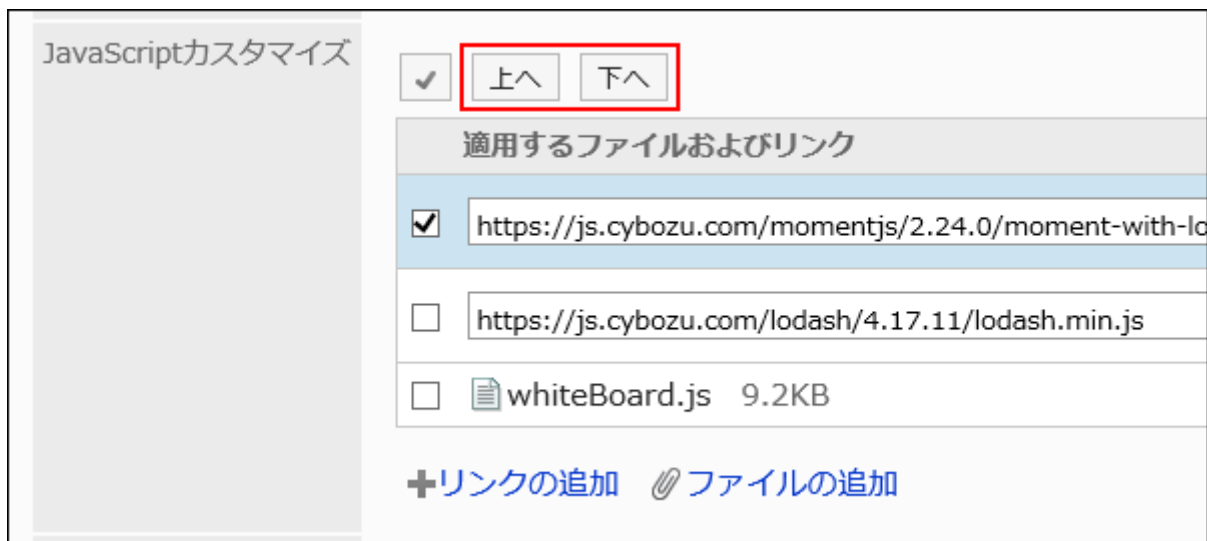 JavaScriptカスタマイズ
上へ 下へ
適用するファイルおよびリンク
https://js.cybozu.com/momentjs/2.24.0/moment-with-lo
https://js.cybozu.com/lodash/4.17.11/lodash.min.js
whiteBoard.js 9.2KB
リンクの追加 ファイルの追加